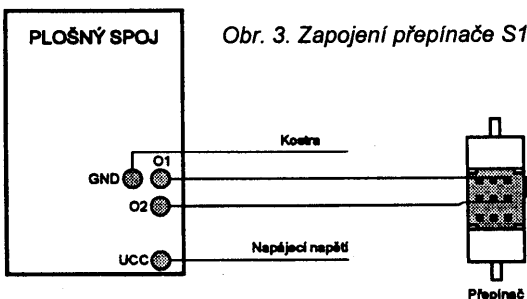 PLOŠNÝ SPOJ
Obr. 3. Zapojení přepínače S1
Kostra
O1
GND
O2
Napájecí napětí
UCC
Přepínač